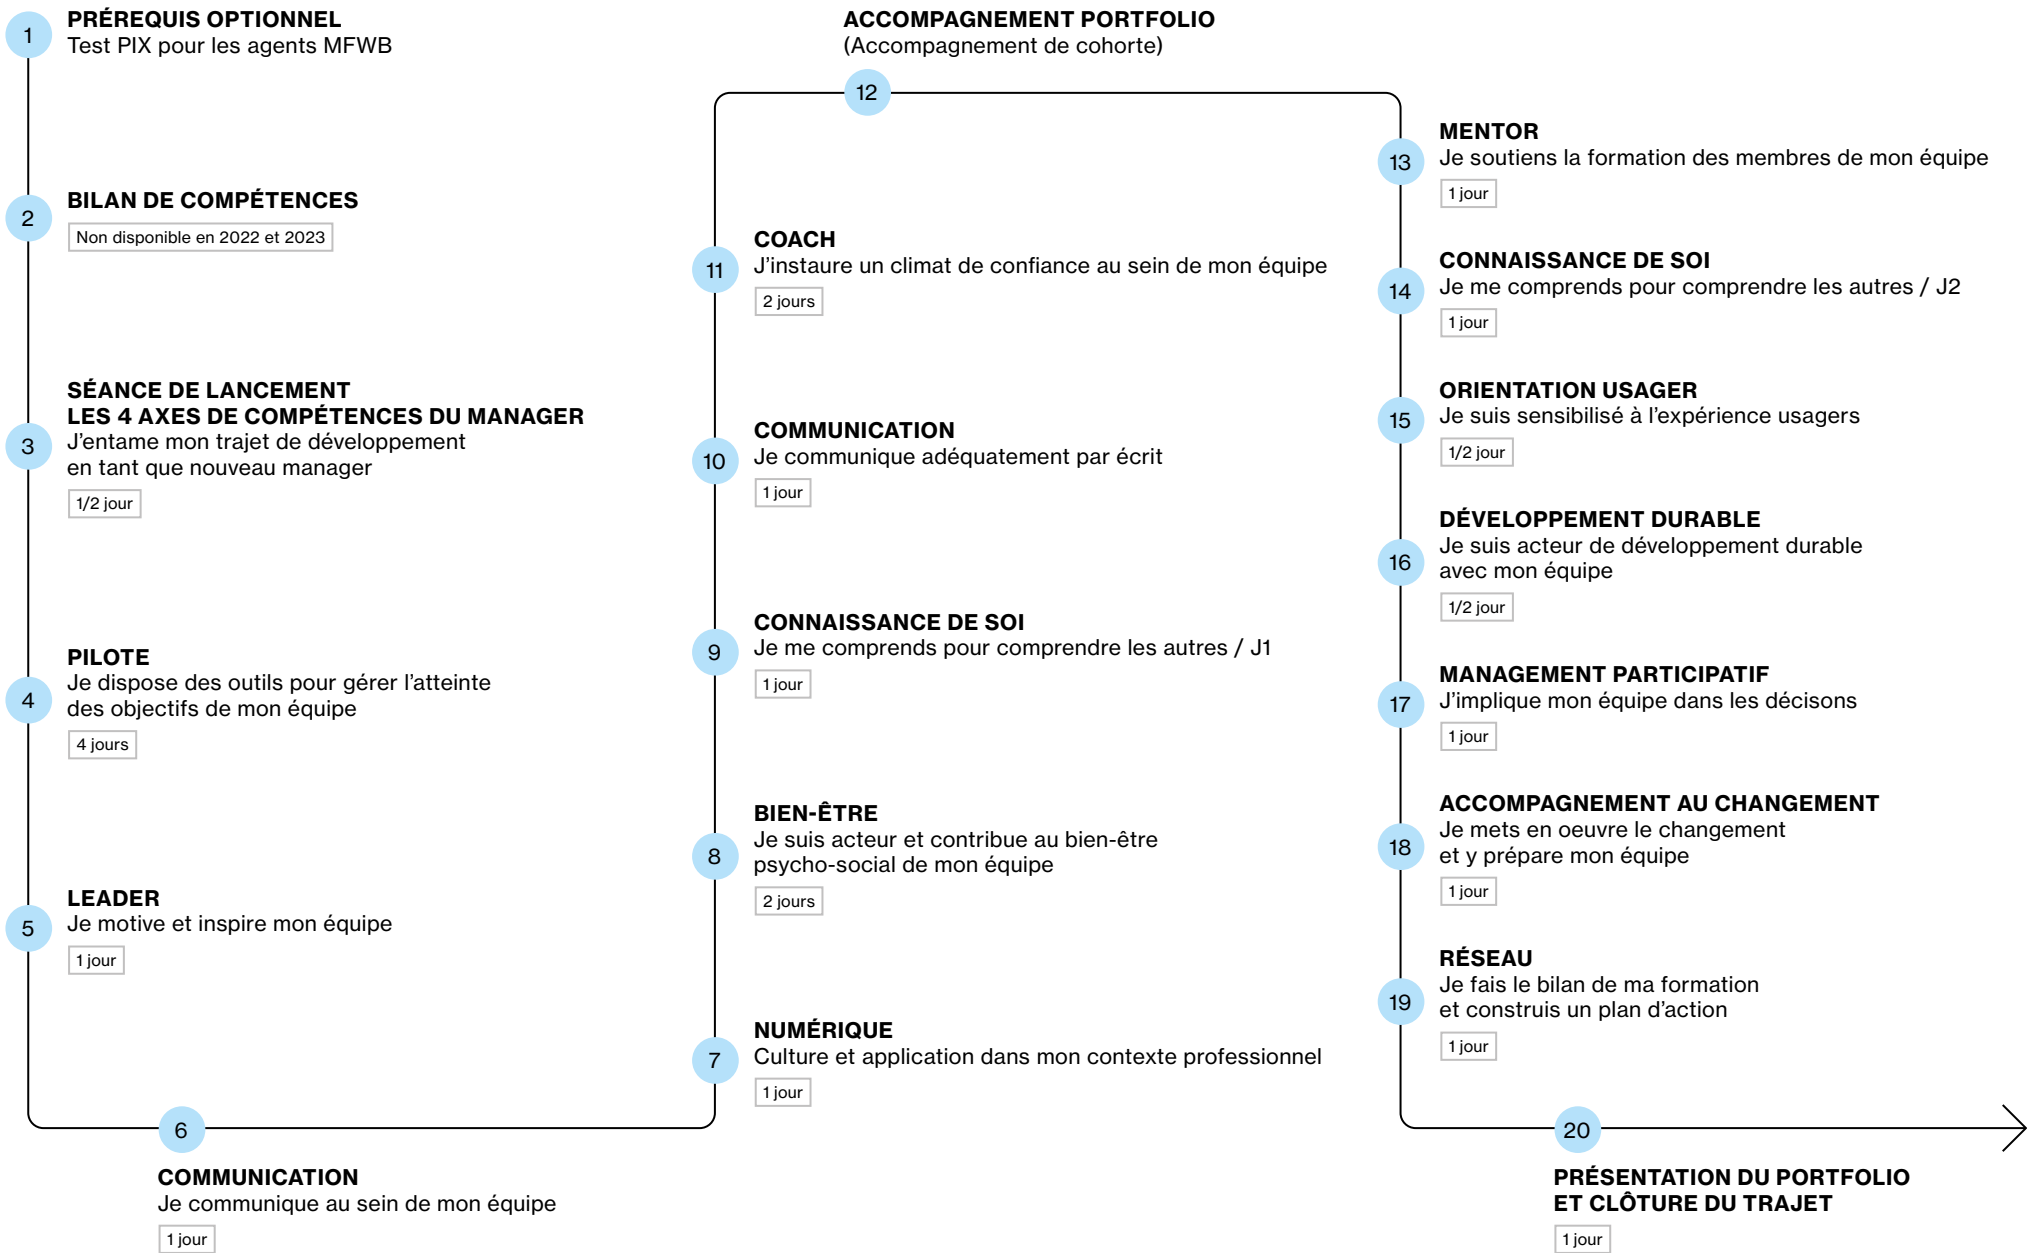 1
PRÉREQUIS OPTIONNEL
Test PIX pour les agents MFWB
2
BILAN DE COMPÉTENCES
Non disponible en 2022 et 2023
3
SÉANCE DE LANCEMENT
LES 4 AXES DE COMPÉTENCES DU MANAGER
J’entame mon trajet de développement
en tant que nouveau manager
1/2 jour
4
PILOTE
Je dispose des outils pour gérer l’atteinte
des objectifs de mon équipe
4 jours
5
LEADER
Je motive et inspire mon équipe
1 jour
6
COMMUNICATION
Je communique au sein de mon équipe
1 jour
7
NUMÉRIQUE
Culture et application dans mon contexte professionnel
1 jour
8
BIEN-ÊTRE
Je suis acteur et contribue au bien-être
psycho-social de mon équipe
2 jours
9
CONNAISSANCE DE SOI
Je me comprends pour comprendre les autres / J1
1 jour
10
COMMUNICATION
Je communique adéquatement par écrit
1 jour
11
COACH
J’instaure un climat de confiance au sein de mon équipe
2 jours
ACCOMPAGNEMENT PORTFOLIO
(Accompagnement de cohorte)
12
13
MENTOR
Je soutiens la formation des membres de mon équipe
1 jour
14
CONNAISSANCE DE SOI
Je me comprends pour comprendre les autres / J2
1 jour
15
ORIENTATION USAGER
Je suis sensibilisé à l’expérience usagers
1/2 jour
16
DÉVELOPPEMENT DURABLE
Je suis acteur de développement durable
avec mon équipe
1/2 jour
17
MANAGEMENT PARTICIPATIF
J’implique mon équipe dans les décisons
1 jour
18
ACCOMPAGNEMENT AU CHANGEMENT
Je mets en oeuvre le changement
et y prépare mon équipe
1 jour
19
RÉSEAU
Je fais le bilan de ma formation
et construis un plan d’action
1 jour
20
PRÉSENTATION DU PORTFOLIO
ET CLÔTURE DU TRAJET
1 jour